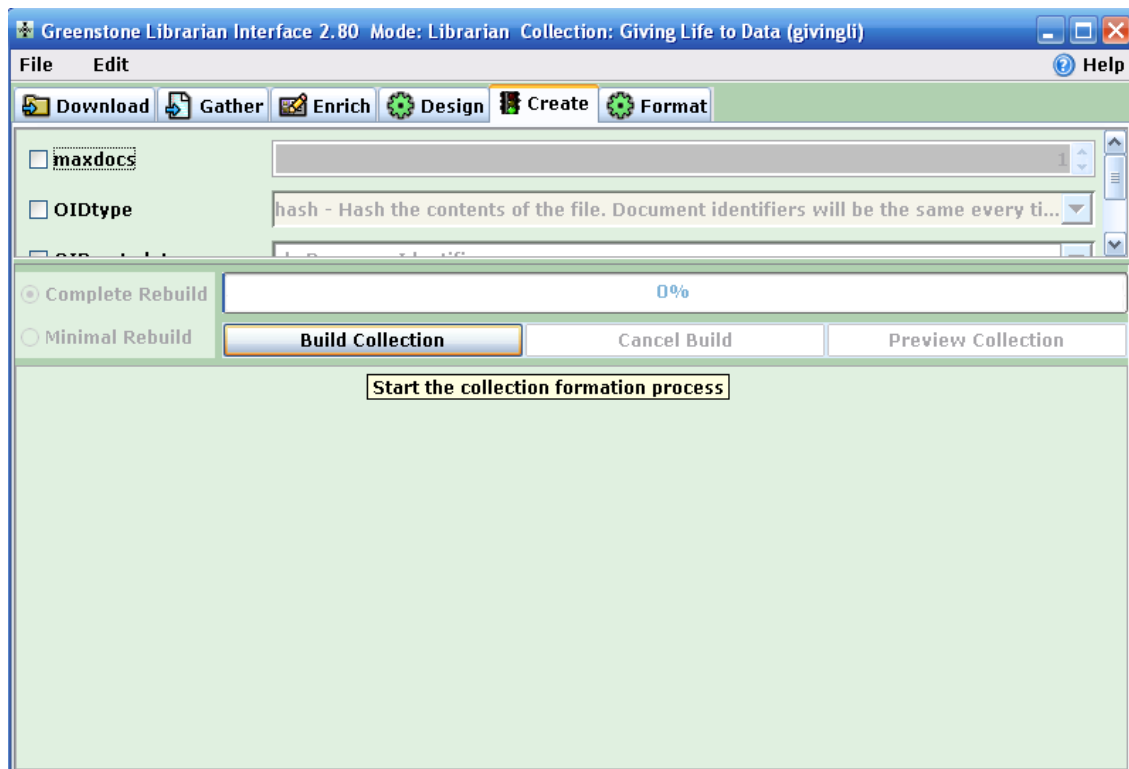 Greenstone Librarian Interface 2.80 Mode: Librarian Collection: Giving Life to Data (givingli)
File Edit Help
Download Gather Enrich Design Create Format
maxdocs 1
OIDtype hash - Hash the contents of the file. Document identifiers will be the same every ti...
Complete Rebuild 0%
Minimal Rebuild Build Collection Cancel Build Preview Collection
Start the collection formation process